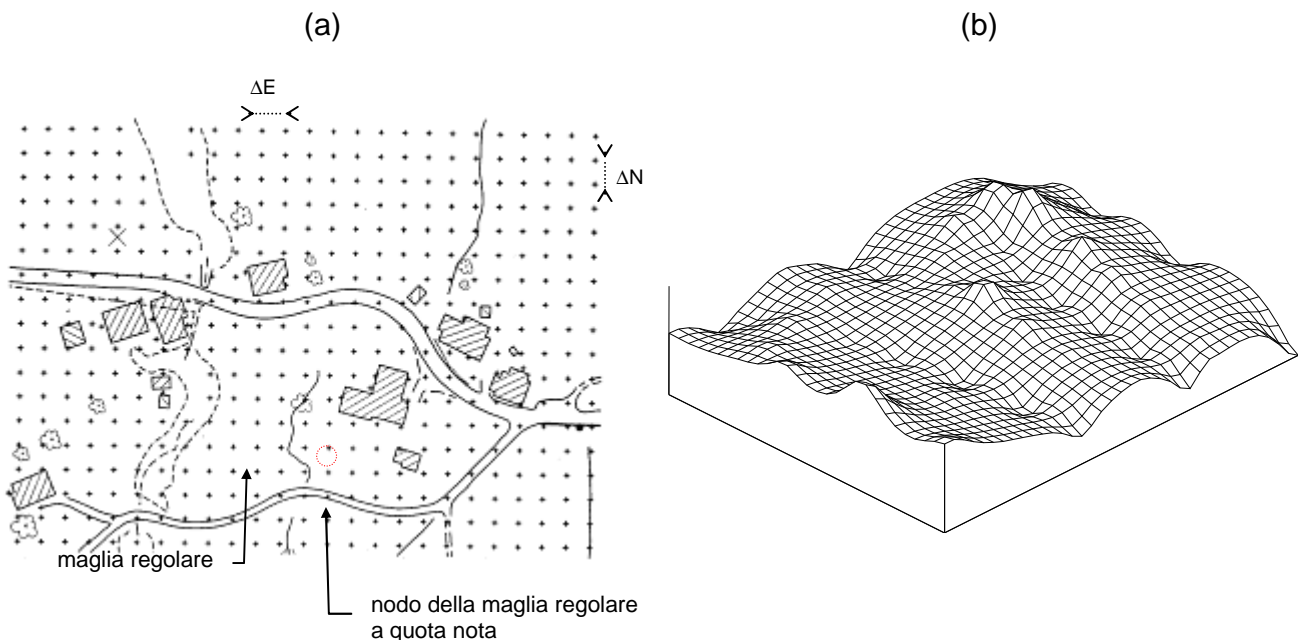 (a)
(b)
ΔE
ΔN
maglia regolare
nodo della maglia regolare
a quota nota